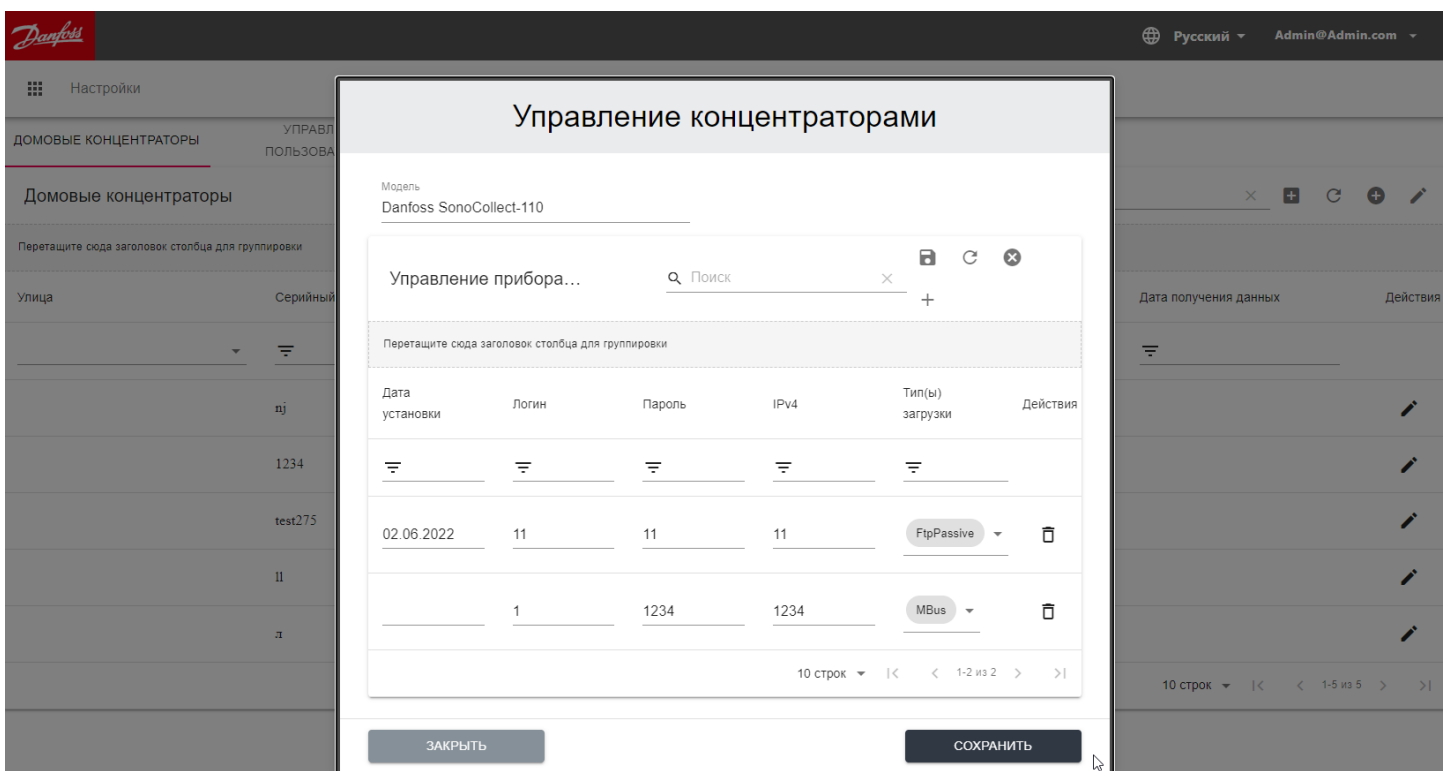 Danfoss
Русский
Admin@Admin.com
Настройки
ДОМОВЫЕ КОНЦЕНТРАТОРЫ
УПРАВЛ
ПОЛЬЗОВА
Домовые концентраторы
Перетащите сюда заголовок столбца для группировки
Улица
Серийный
Дата получения данных
Действия
nj
1234
test275
ll
л
10 строк
1-5 из 5
Управление концентраторами
Модель
Danfoss SonoCollect-110
Управление прибора...
Поиск
Перетащите сюда заголовок столбца для группировки
Дата установки
Логин
Пароль
IPv4
Тип(ы) загрузки
Действия
02.06.2022
11
11
11
FtpPassive
1
1234
1234
MBus
10 строк
1-2 из 2
ЗАКРЫТЬ
СОХРАНИТЬ